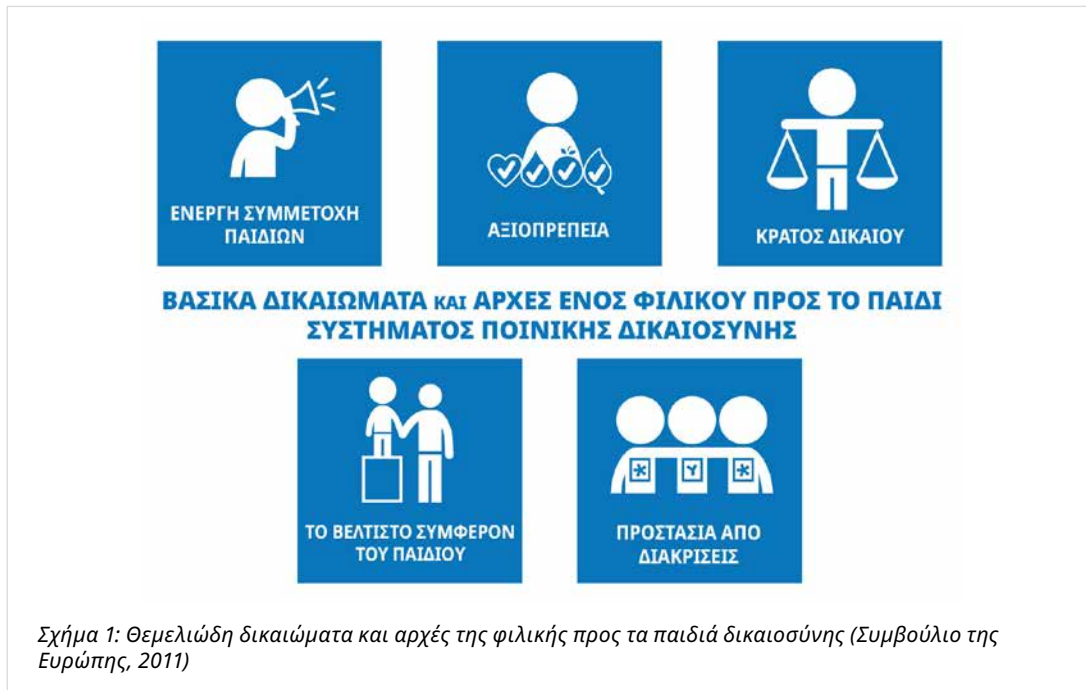 ΕΝΕΡΓΗ ΣΥΜΜΕΤΟΧΗ
ΠΑΙΔΙΩΝ
ΑΞΙΟΠΡΕΠΕΙΑ
ΚΡΑΤΟΣ ΔΙΚΑΙΟΥ
ΒΑΣΙΚΑ ΔΙΚΑΙΩΜΑΤΑ ΚΑΙ ΑΡΧΕΣ ΕΝΟΣ ΦΙΛΙΚΟΥ ΠΡΟΣ ΤΟ ΠΑΙΔΙ
ΣΥΣΤΗΜΑΤΟΣ ΠΟΙΝΙΚΗΣ ΔΙΚΑΙΟΣΥΝΗΣ
ΤΟ ΒΕΛΤΙΣΤΟ ΣΥΜΦΕΡΟΝ
ΤΟΥ ΠΑΙΔΙΟΥ
ΠΡΟΣΤΑΣΙΑ ΑΠΟ
ΔΙΑΚΡΙΣΕΙΣ
Σχήμα 1: Θεμελιώδη δικαιώματα και αρχές της φιλικής προς τα παιδιά δικαιοσύνης (Συμβούλιο της
Ευρώπης, 2011)